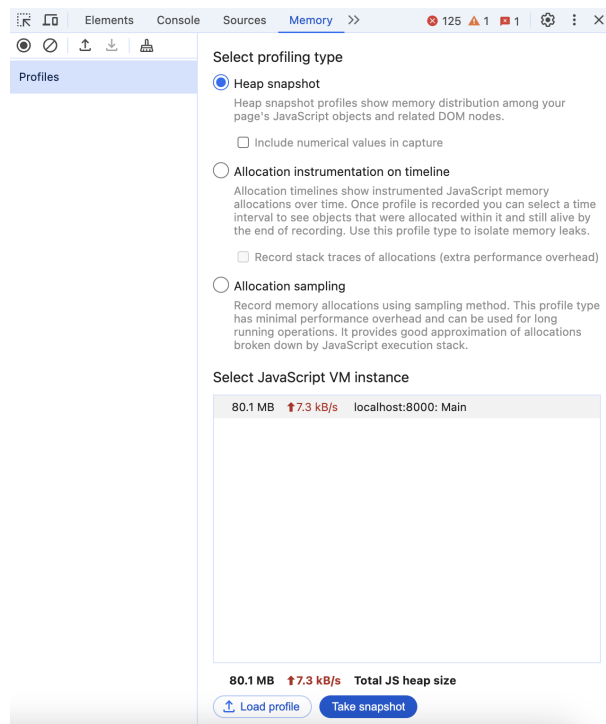 Elements Console Sources Memory 125 1 1
Select profiling type
Profiles
Heap snapshot
Heap snapshot profiles show memory distribution among your
page's JavaScript objects and related DOM nodes.
Include numerical values in capture
Allocation instrumentation on timeline
Allocation timelines show instrumented JavaScript memory
allocations over time. Once profile is recorded you can select a time
interval to see objects that were allocated within it and still alive by
the end of recording. Use this profile type to isolate memory leaks.
Record stack traces of allocations (extra performance overhead)
Allocation sampling
Record memory allocations using sampling method. This profile type
has minimal performance overhead and can be used for long
running operations. It provides good approximation of allocations
broken down by JavaScript execution stack.
Select JavaScript VM instance
80.1 MB 7.3 kB/s localhost:8000: Main
80.1 MB 7.3 kB/s Total JS heap size
Load profile Take snapshot